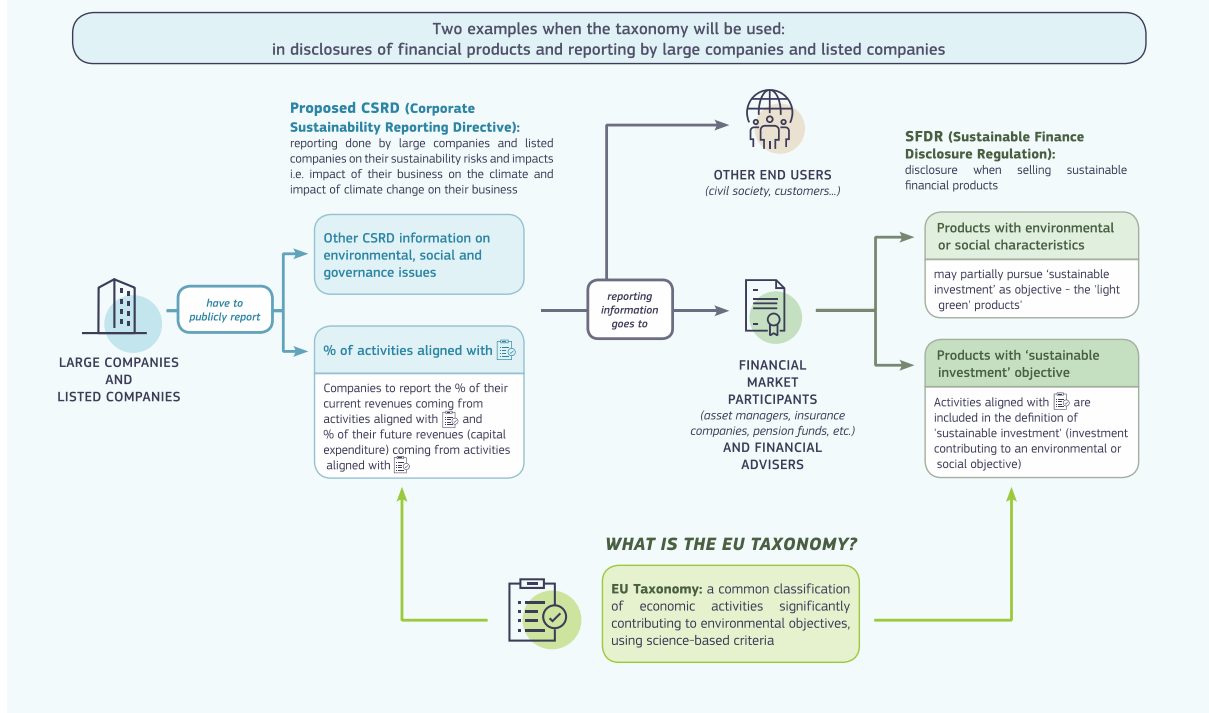 Two examples when the taxonomy will be used:
in disclosures of financial products and reporting by large companies and listed companies
Proposed CSRD (Corporate
Sustainability Reporting Directive):
reporting done by large companies and listed
companies on their sustainability risks and impacts
i.e. impact of their business on the climate and
impact of climate change on their business
OTHER END USERS
(civil society, customers...)
SFDR (Sustainable Finance
Disclosure Regulation):
disclosure when selling sustainable
financial products
LARGE COMPANIES
AND
LISTED COMPANIES
have to
publicly report
Other CSRD information on
environmental, social and
governance issues
% of activities aligned with
Companies to report the % of their
current revenues coming from
activities aligned with and
% of their future revenues (capital
expenditure) coming from activities
aligned with
reporting
information
goes to
FINANCIAL
MARKET
PARTICIPANTS
(asset managers, insurance
companies, pension funds, etc.)
AND FINANCIAL
ADVISERS
Products with environmental
or social characteristics
may partially pursue ‘sustainable
investment’ as objective - the ‘light
green’ products’
Products with ‘sustainable
investment’ objective
Activities aligned with are
included in the definition of
‘sustainable investment’ (investment
contributing to an environmental or
social objective)
WHAT IS THE EU TAXONOMY?
EU Taxonomy: a common classification
of economic activities significantly
contributing to environmental objectives,
using science-based criteria